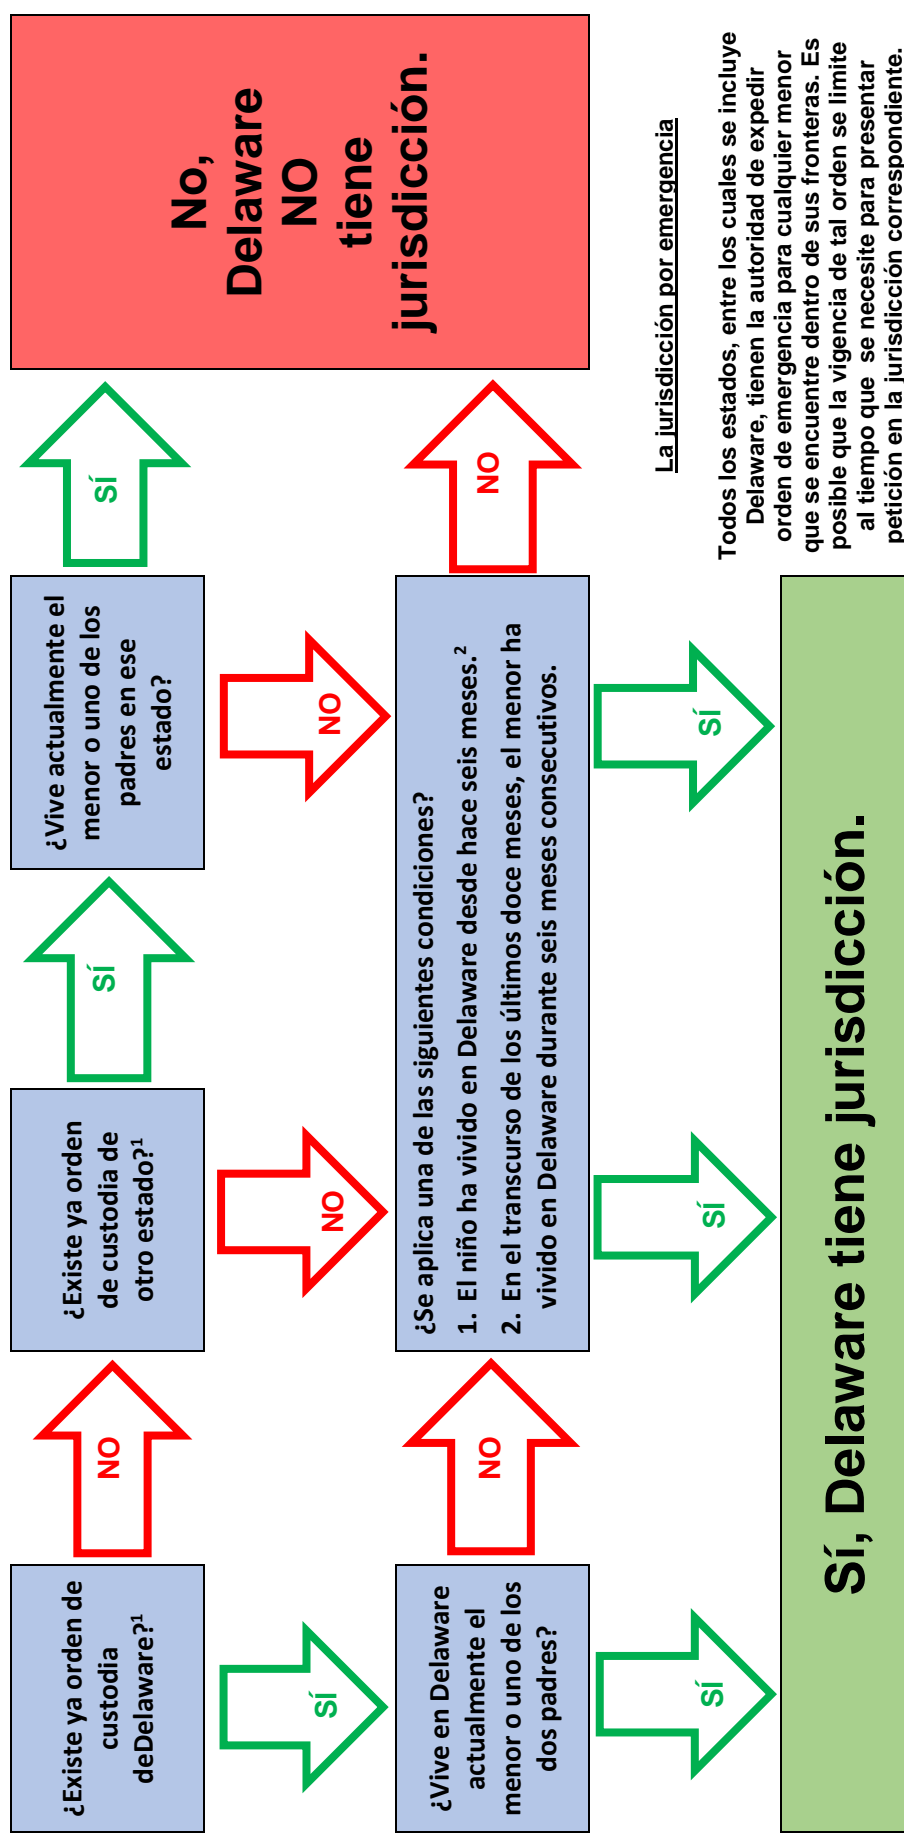 ¿Existe ya orden de
custodia
deDelaware?¹
NO
¿Existe ya orden
de custodia de
otro estado?¹
SÍ
¿Vive actualmente el
menor o uno de los
padres en ese
estado?
SÍ
No,
Delaware
NO
tiene
jurisdicción.
SÍ
NO
NO
¿Vive en Delaware
actualmente el
menor o uno de los
dos padres?
NO
¿Se aplica una de las siguientes condiciones?
1. El niño ha vivido en Delaware desde hace seis meses.²
2. En el transcurso de los últimos doce meses, el menor ha
vivido en Delaware durante seis meses consecutivos.
NO
SÍ
SÍ
SÍ
Sí, Delaware tiene jurisdicción.
La jurisdicción por emergencia
Todos los estados, entre los cuales se incluye
Delaware, tienen la autoridad de expedir
orden de emergencia para cualquier menor
que se encuentre dentro de sus fronteras. Es
posible que la vigencia de tal orden se limite
al tiempo que se necesite para presentar
petición en la jurisdicción correspondiente.